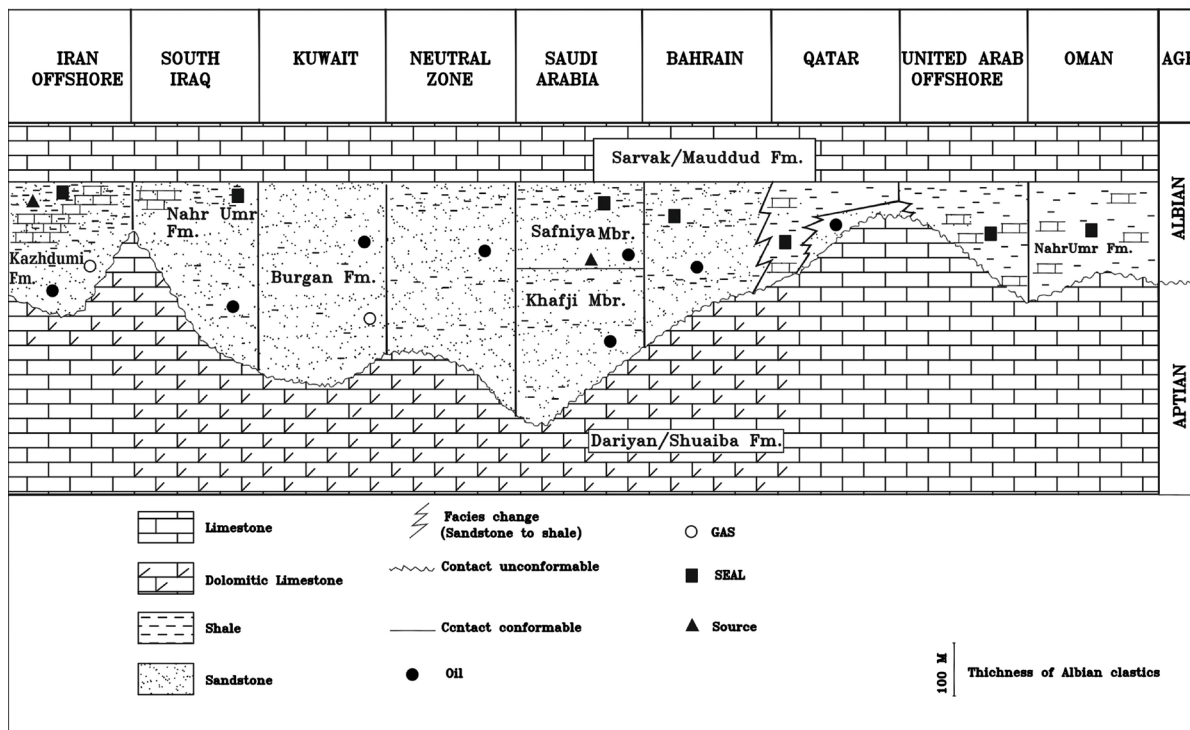 IRAN
OFFSHORE
SOUTH
IRAQ
KUWAIT
NEUTRAL
ZONE
SAUDI
ARABIA
BAHRAIN
QATAR
UNITED ARAB
OFFSHORE
OMAN
AGE
Sarvak/Mauddud Fm.
Nahr Umr
Fm.
Kazhdumi
Fm.
Burgan Fm.
Safniya Mbr.
Khafji Mbr.
NahrUmr Fm.
Dariyan/Shuaiba Fm.
ALBIAN
APTIAN
Limestone
Dolomitic Limestone
Shale
Sandstone
Facies change
(Sandstone to shale)
Contact unconformable
Contact conformable
Oil
GAS
SEAL
Source
100 M
Thichness of Albian clastics